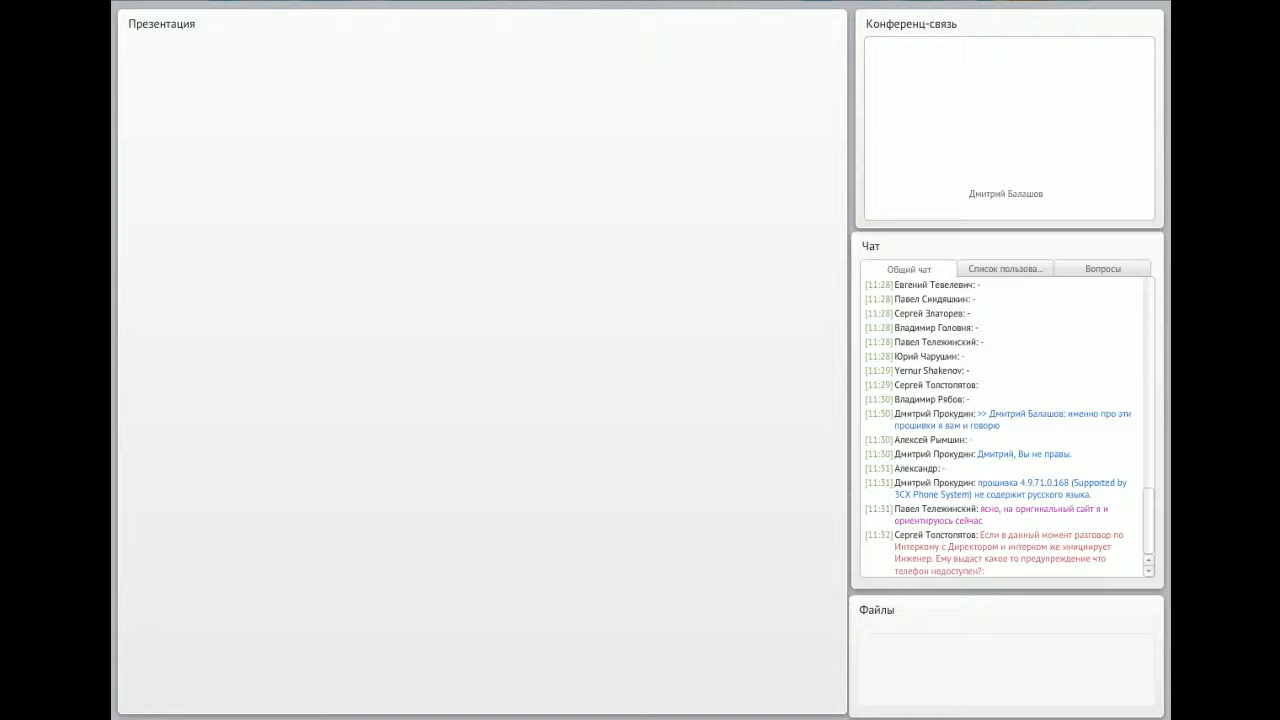 Презентация
Конференц-связь
Дмитрий Балашов
Чат
Общий чат
Список пользова...
Вопросы
[11:28] Евгений Тевелевич: -
[11:28] Павел Синдяшкин: -
[11:28] Сергей Златорев: -
[11:28] Владимир Головня: -
[11:28] Павел Тележинский: -
[11:28] Юрий Чарушин: -
[11:29] Yernur Shakenov: -
[11:29] Сергей Толстопятов:
[11:30] Владимир Рябов: -
[11:30] Дмитрий Прокудин: >> Дмитрий Балашов: именно про эти
прошивки я вам и говорю
[11:30] Алексей Рымшин: -
[11:30] Дмитрий Прокудин: Дмитрий, Вы не правы.
[11:31] Александр: -
[11:31] Дмитрий Прокудин: прошивка 4.9.71.0.168 (Supported by
3CX Phone System) не содержит русского языка.
[11:31] Павел Тележинский: ясно, на оригинальный сайт я и
ориентируюсь сейчас
[11:32] Сергей Толстопятов: Если в данный момент разговор по
Интеркому с Директором и интерком же инициирует
Инженер. Ему выдаст какое то предупреждение что
телефон недоступен?:
Файлы